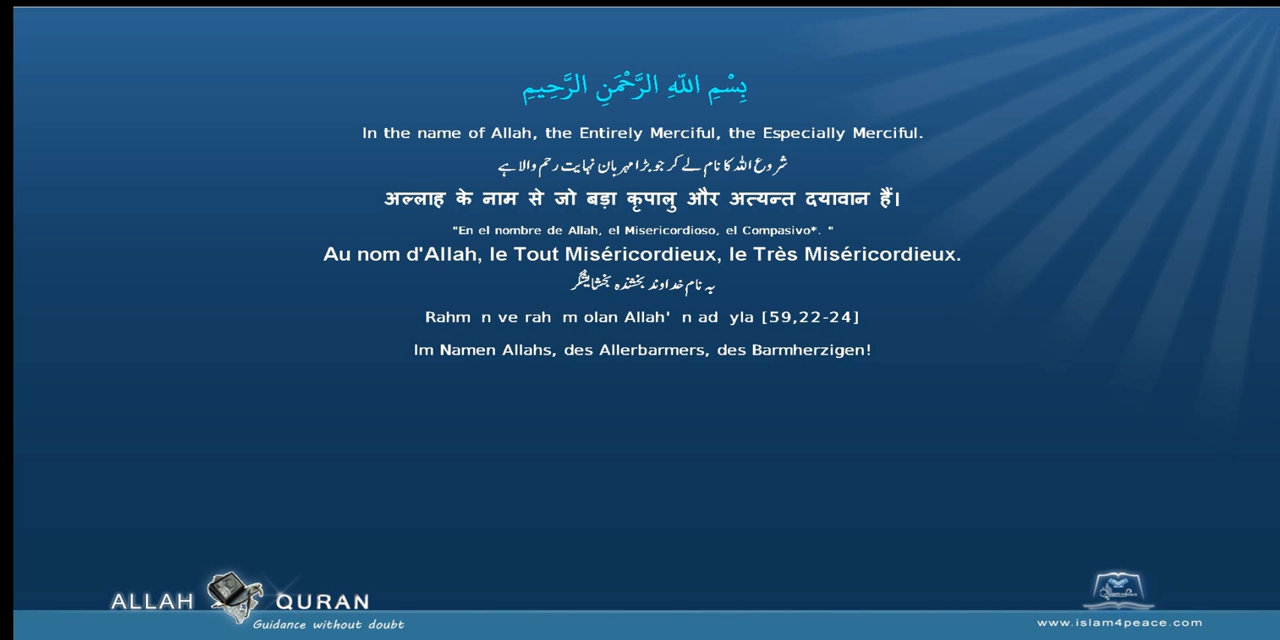 بِسْمِ اللَّهِ الرَّحْمَنِ الرَّحِيمِ
In the name of Allah, the Entirely Merciful, the Especially Merciful.
شروع الله کا نام لے کر جو بڑا مہربان نہایت رحم والا ہے
अल्लाह के नाम से जो बड़ा कृपालु और अत्यन्त दयावान हैं।
"En el nombre de Allah, el Misericordioso, el Compasivo*. "
Au nom d'Allah, le Tout Miséricordieux, le Très Miséricordieux.
به نام خداوند بخشنده بخشایشگر
Rahm n ve rah m olan Allah' n ad yla [59,22-24]
Im Namen Allahs, des Allerbarmers, des Barmherzigen!
ALLAH QURAN
Guidance without doubt
www.islam4peace.com